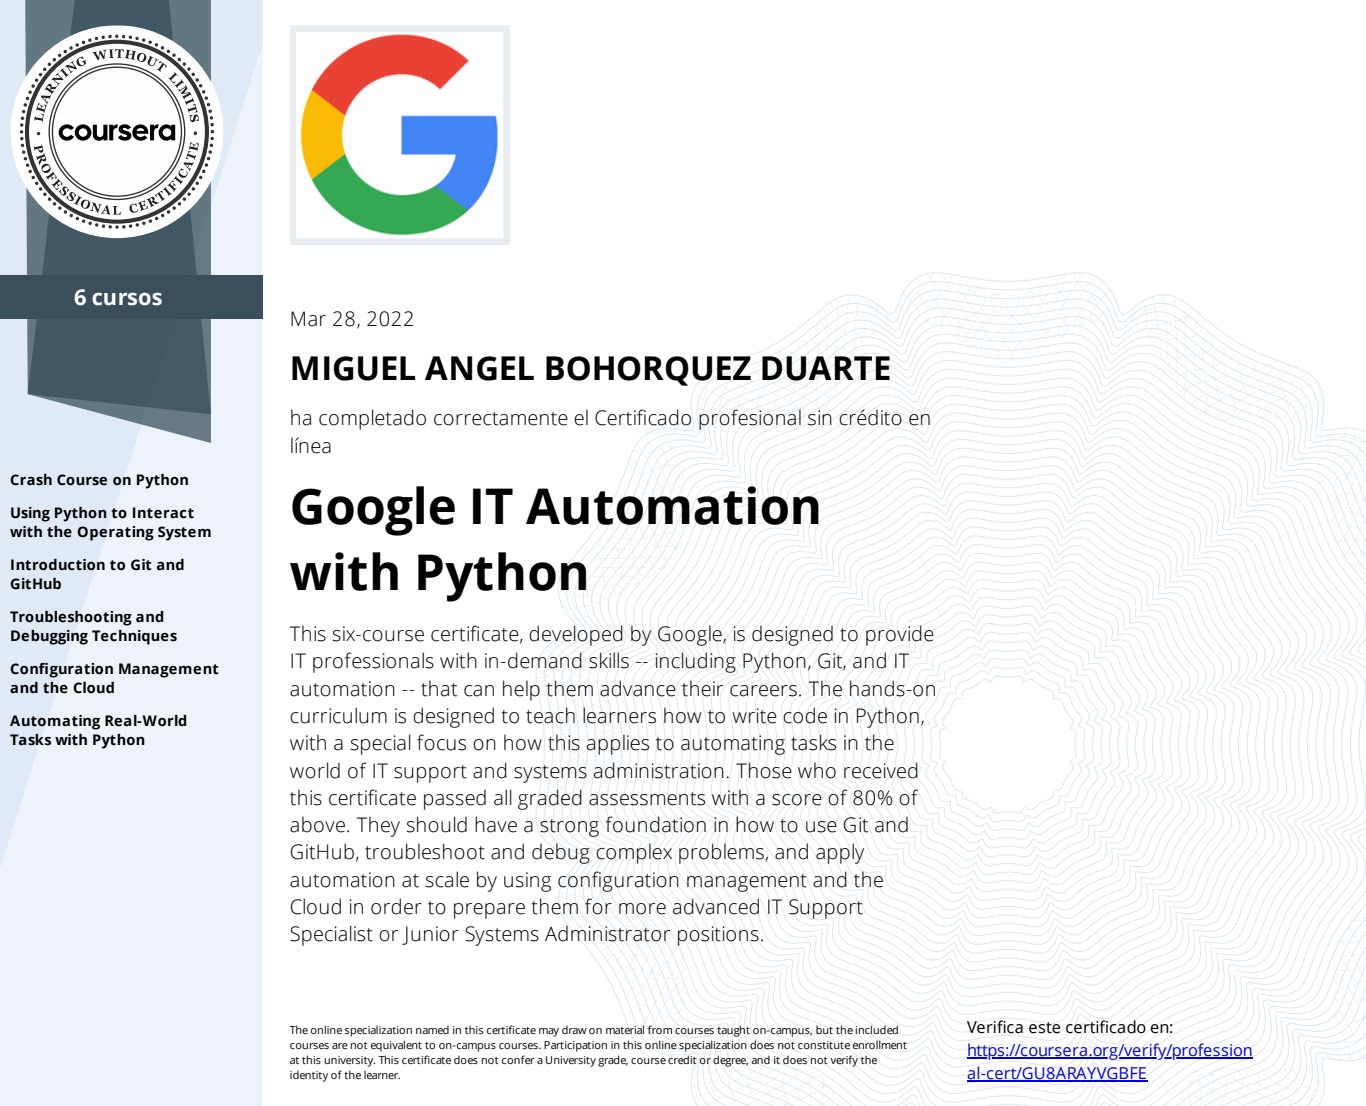 LEARNING WITHOUT LIMITS
coursera
PROFESSIONAL CERTIFICATE
6 cursos
Crash Course on Python
Using Python to Interact
with the Operating System
Introduction to Git and
GitHub
Troubleshooting and
Debugging Techniques
Configuration Management
and the Cloud
Automating Real-World
Tasks with Python
Mar 28, 2022
MIGUEL ANGEL BOHORQUEZ DUARTE
ha completado correctamente el Certificado profesional sin crédito en
línea
Google IT Automation
with Python
This six-course certificate, developed by Google, is designed to provide
IT professionals with in-demand skills -- including Python, Git, and IT
automation -- that can help them advance their careers. The hands-on
curriculum is designed to teach learners how to write code in Python,
with a special focus on how this applies to automating tasks in the
world of IT support and systems administration. Those who received
this certificate passed all graded assessments with a score of 80% of
above. They should have a strong foundation in how to use Git and
GitHub, troubleshoot and debug complex problems, and apply
automation at scale by using configuration management and the
Cloud in order to prepare them for more advanced IT Support
Specialist or Junior Systems Administrator positions.
The online specialization named in this certificate may draw on material from courses taught on-campus, but the included
courses are not equivalent to on-campus courses. Participation in this online specialization does not constitute enrollment
at this university. This certificate does not confer a University grade, course credit or degree, and it does not verify the
identity of the learner.
Verifica este certificado en:
https://coursera.org/verify/profession
al-cert/GU8ARAYVGBFE